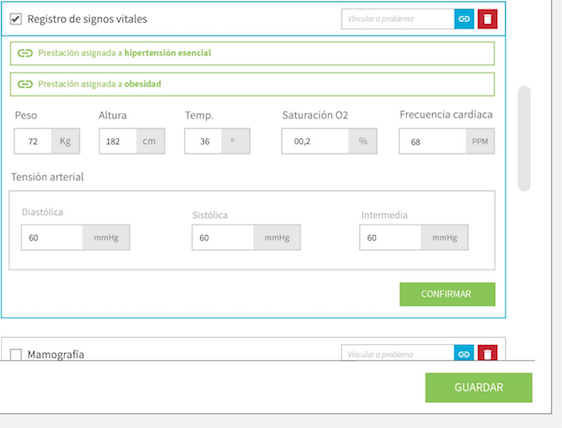 Registro de signos vitales
Vincular a problema
Prestación asignada a hipertensión esencial
Prestación asignada a obesidad
Peso Altura Temp. Saturación O2 Frecuencia cardíaca
72 Kg 182 cm 36 ° 00,2 % 68 PPM
Tensión arterial
Diastólica Sistólica Intermedia
60 mmHg 60 mmHg 60 mmHg
CONFIRMAR
Mamografía
Vincular a problema
GUARDAR